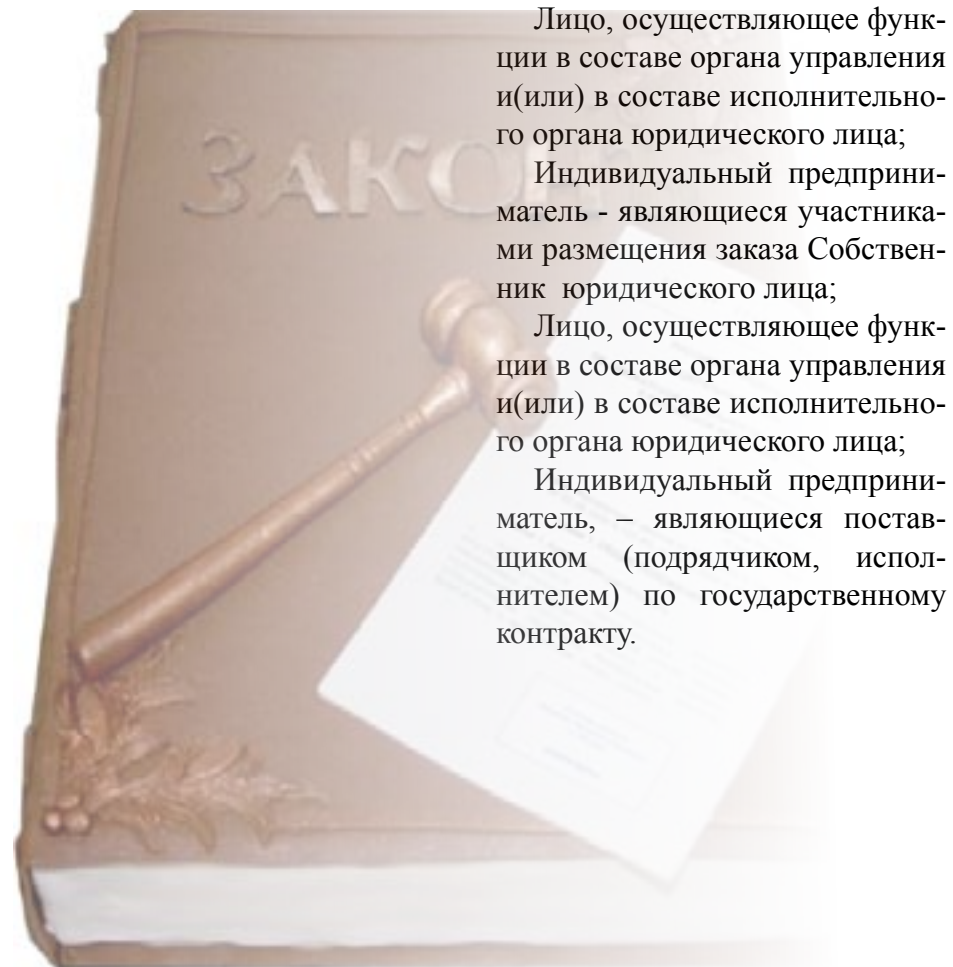 Лицо, осуществляющее функ-
ции в составе органа управления
и(или) в составе исполнительно-
го органа юридического лица;
Индивидуальный предприни-
матель - являющиеся участника-
ми размещения заказа Собствен-
ник юридического лица;
Лицо, осуществляющее функ-
ции в составе органа управления
и(или) в составе исполнительно-
го органа юридического лица;
Индивидуальный предприни-
матель, – являющиеся постав-
щиком (подрядчиком, испол-
нителем) по государственному
контракту.
ЗАКОН